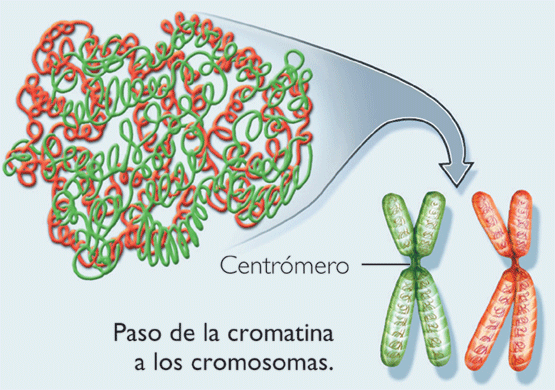 Centrómero
Paso de la cromatina
a los cromosomas.